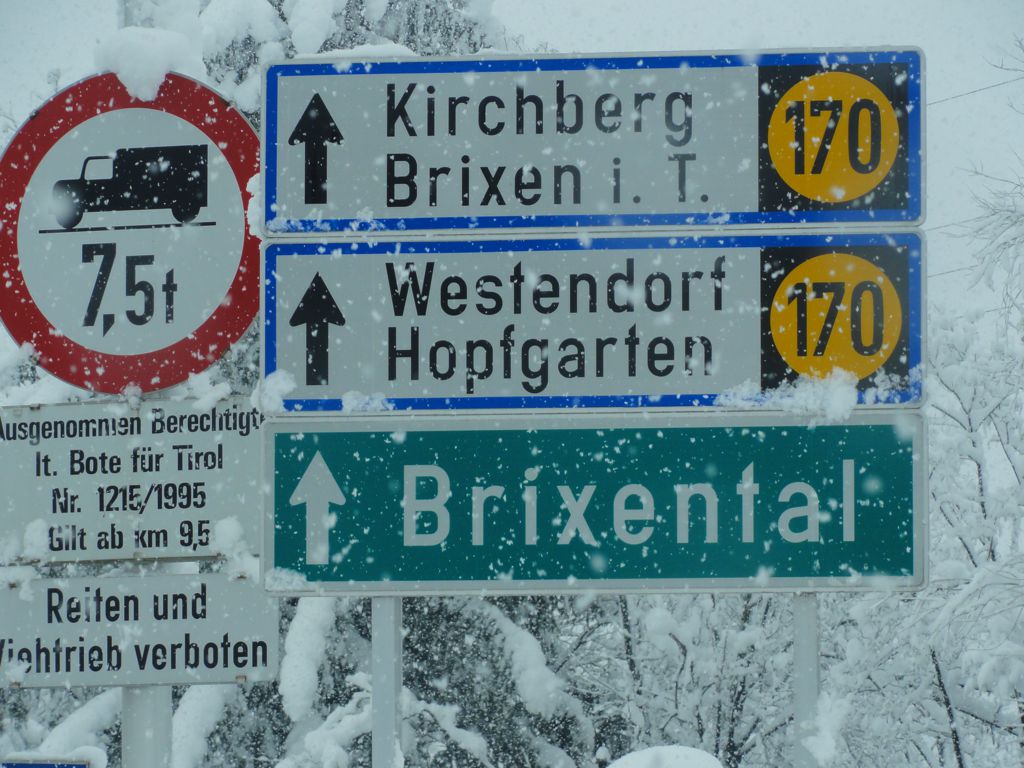 7,5t
Ausgenommen Berechtigte
lt. Bote für Tirol
Nr. 1215/1995
Gilt ab km 9,5
Reiten und
Viehtrieb verboten
Kirchberg
Brixen i. T.
170
Westendorf
Hopfgarten
170
Brixental